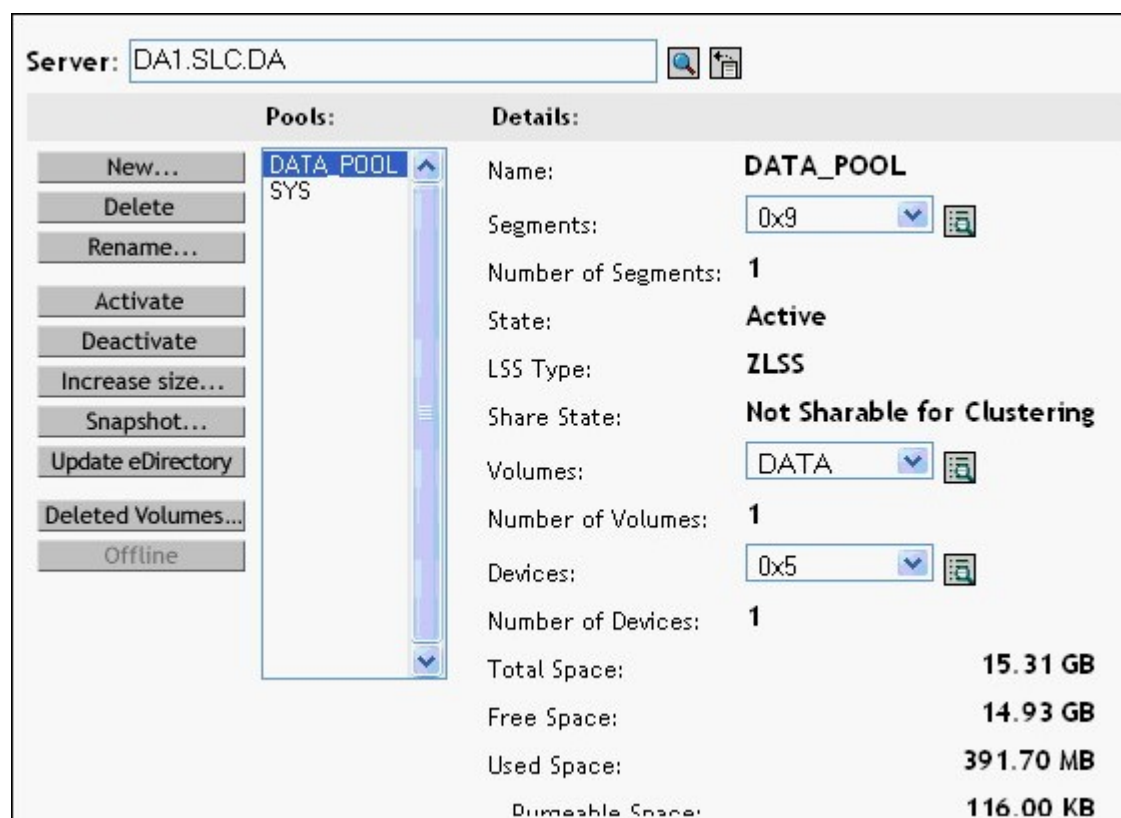 Server: DA1.SLC.DA
Pools: Details:
New...
Delete
Rename...
Activate
Deactivate
Increase size...
Snapshot...
Update eDirectory
Deleted Volumes...
Offline
DATA_POOL
SYS
Name: DATA_POOL
Segments: 0x9
Number of Segments: 1
State: Active
LSS Type: ZLSS
Share State: Not Sharable for Clustering
Volumes: DATA
Number of Volumes: 1
Devices: 0x5
Number of Devices: 1
Total Space: 15.31 GB
Free Space: 14.93 GB
Used Space: 391.70 MB
Purgeable Space: 116.00 KB